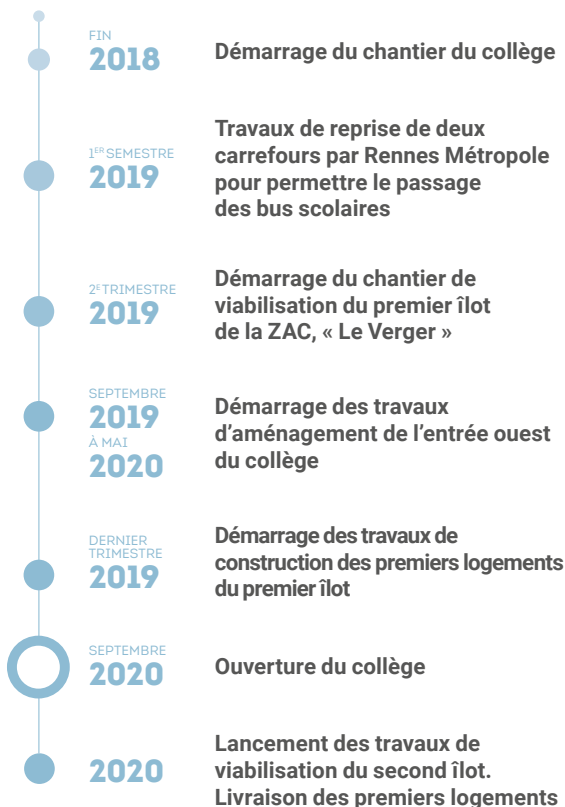 FIN
2018
Démarrage du chantier du collège
1ER SEMESTRE
2019
Travaux de reprise de deux
carrefours par Rennes Métropole
pour permettre le passage
des bus scolaires
2E TRIMESTRE
2019
Démarrage du chantier de
viabilisation du premier îlot
de la ZAC, « Le Verger »
SEPTEMBRE
2019
À MAI
2020
Démarrage des travaux
d’aménagement de l’entrée ouest
du collège
DERNIER
TRIMESTRE
2019
Démarrage des travaux de
construction des premiers logements
du premier îlot
SEPTEMBRE
2020
Ouverture du collège
2020
Lancement des travaux de
viabilisation du second îlot.
Livraison des premiers logements